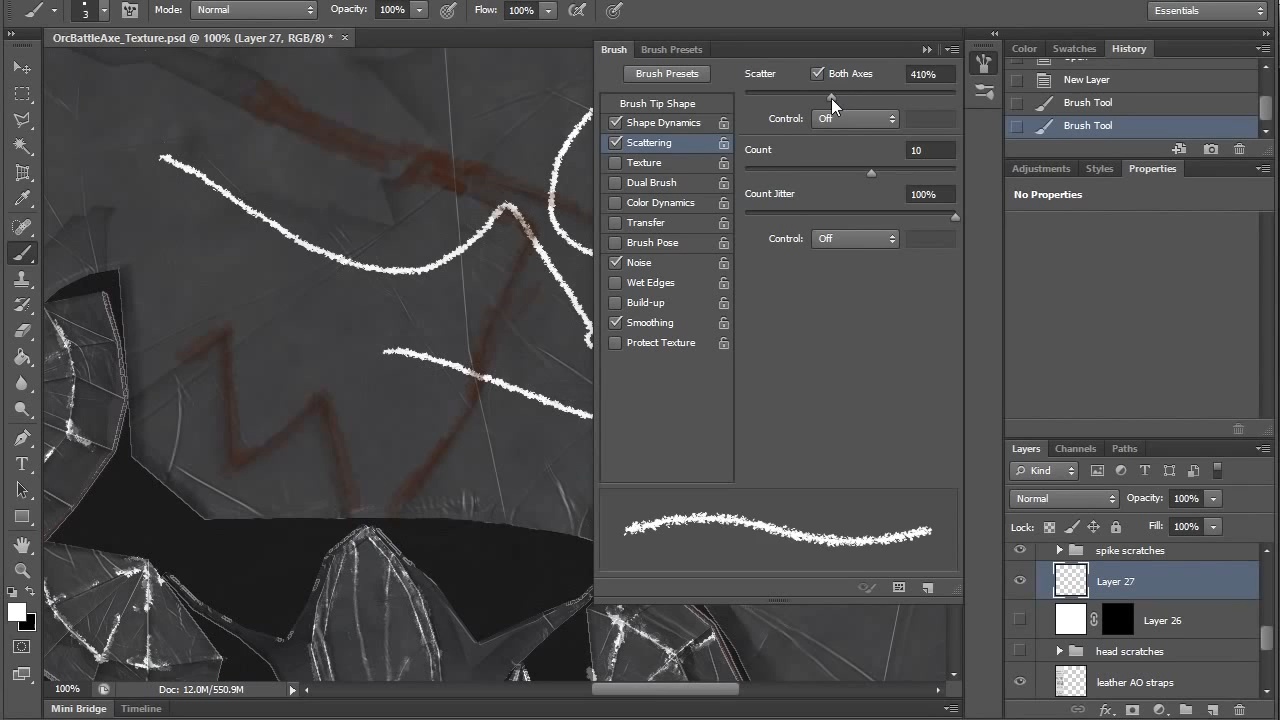 3 Mode: Normal Opacity: 100% Flow: 100% Essentials
OrcBattleAxe_Texture.psd @ 100% (Layer 27, RGB/8) * ×
Brush Brush Presets
Brush Presets
Brush Tip Shape
Shape Dynamics
Scattering
Texture
Dual Brush
Color Dynamics
Transfer
Brush Pose
Noise
Wet Edges
Build-up
Smoothing
Protect Texture
Scatter Both Axes 410%
Control: Off
Count 10
Count Jitter 100%
Control: Off
Color Swatches History
New Layer
Brush Tool
Brush Tool
Adjustments Styles Properties
No Properties
Layers Channels Paths
Kind
Normal Opacity: 100%
Lock: Fill: 100%
spike scratches
Layer 27
Layer 26
head scratches
leather AO straps
100% Doc: 12.0M/550.9M
Mini Bridge Timeline